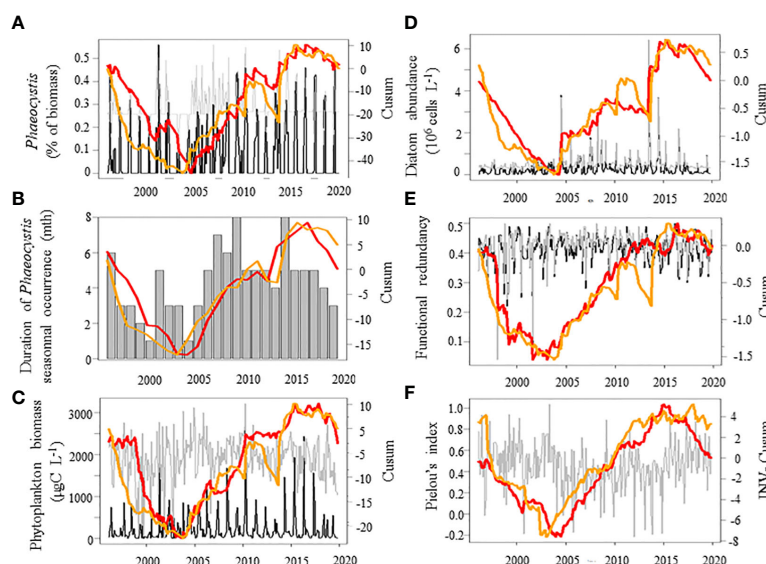 A
Phaeocystis
(% of biomass)
0.5
0.4
0.3
0.2
0.1
0
10
0
-10
-20
-30
-40
Cusum
2000 2005 2010 2015 2020
B
Duration of Phaeocystis
seasonnal occurrence (mth)
8
6
4
2
0
10
5
0
-5
-10
-15
Cusum
2000 2005 2010 2015 2020
C
Phytoplankton biomass
(µgC L-1)
3000
2000
1000
0
10
5
0
-5
-10
-15
-20
Cusum
2000 2005 2010 2015 2020
D
Diatom abundance
(10⁶ cells L-1)
6
4
2
0
0.5
0.0
-0.5
-1.0
-1.5
Cusum
2000 2005 2010 2015 2020
E
Functional redundancy
0.5
0.4
0.3
0.2
0.1
0.0
-0.5
-1.0
-1.5
Cusum
2000 2005 2010 2015 2020
F
Pielou's index
1.0
0.8
0.6
0.4
0.2
0.0
-0.2
4
2
0
-2
-4
-6
-8
Cusum
2000 2005 2010 2015 2020